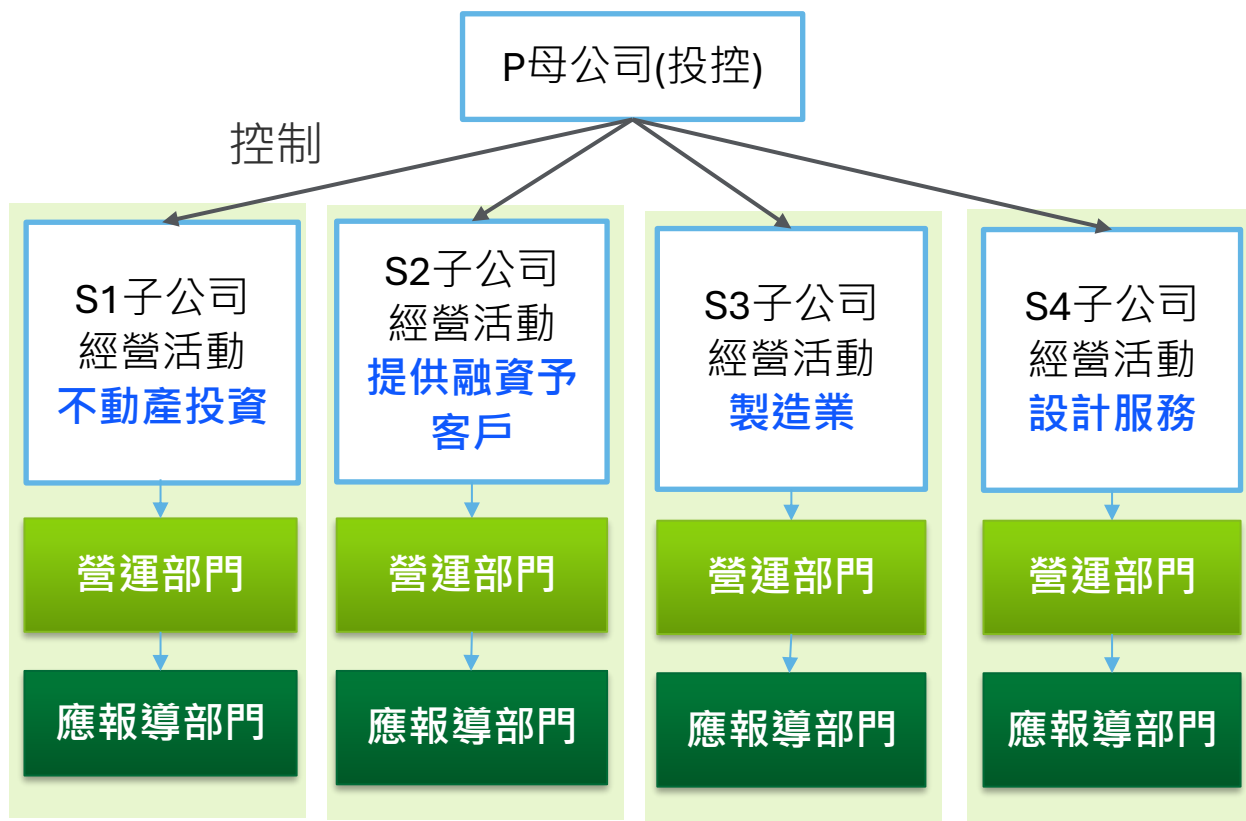 P母公司(投控)
控制
S1子公司
經營活動
不動產投資
S2子公司
經營活動
提供融資予
客戶
S3子公司
經營活動
製造業
S4子公司
經營活動
設計服務
營運部門
營運部門
營運部門
營運部門
應報導部門
應報導部門
應報導部門
應報導部門